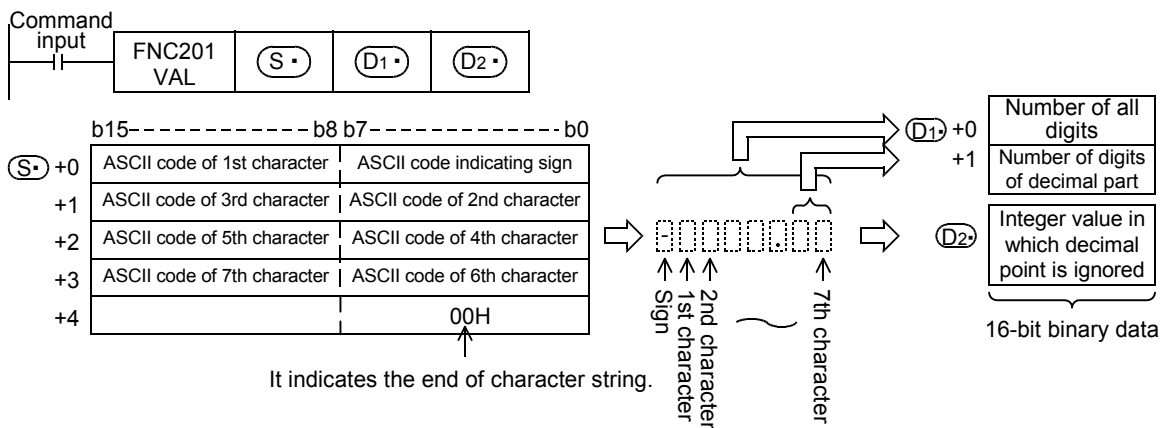 Command
input
FNC201
VAL
S·
D1·
D2·
b15 b8 b7 b0
S· +0 ASCII code of 1st character ASCII code indicating sign
+1 ASCII code of 3rd character ASCII code of 2nd character
+2 ASCII code of 5th character ASCII code of 4th character
+3 ASCII code of 7th character ASCII code of 6th character
+4 00H
It indicates the end of character string.
- .
Sign
1st character
2nd character
7th character
D1· +0 Number of all
digits
+1 Number of digits
of decimal part
D2· Integer value in
which decimal
point is ignored
16-bit binary data